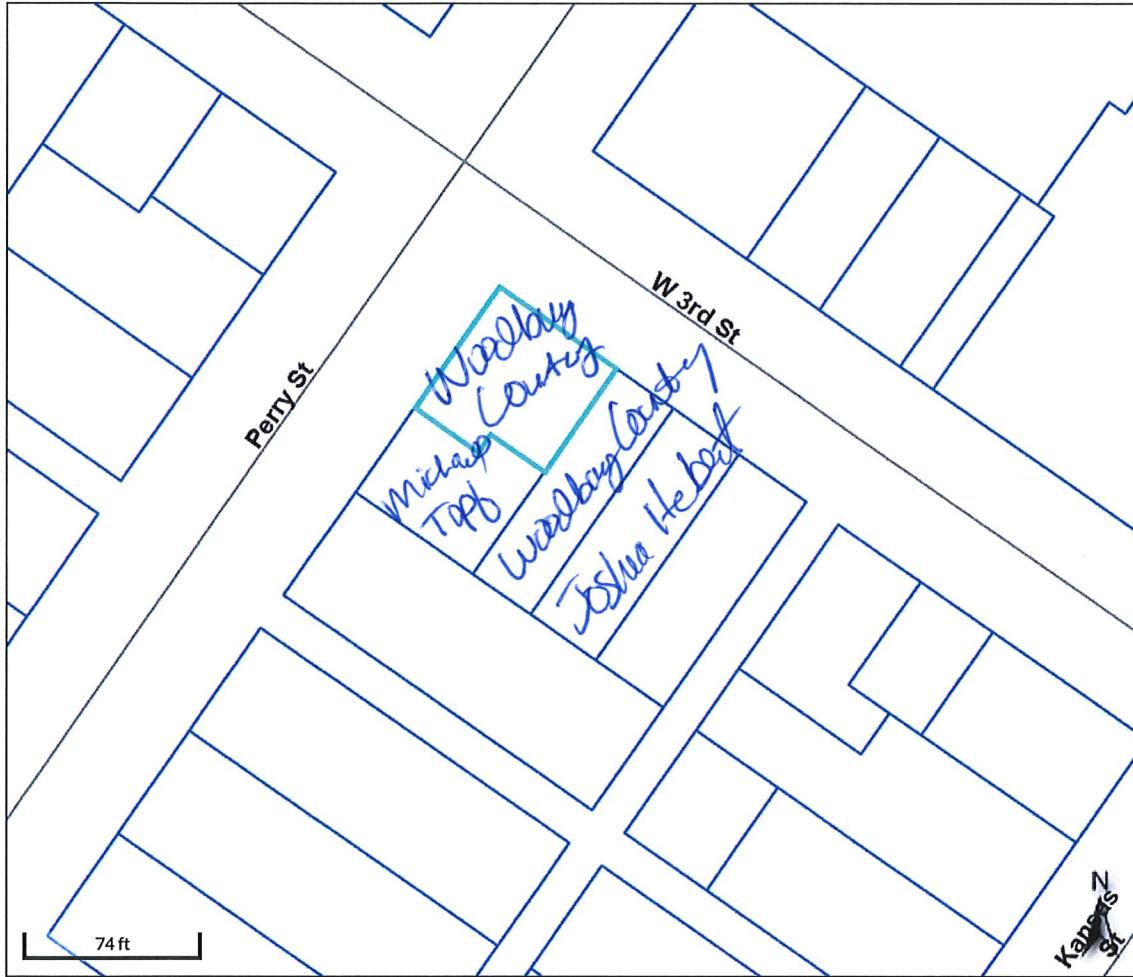 W 3rd St
Perry St
Woodbury
County
Michael
Topf
Woodbury County
Joshua Hebert
74 ft
N
Kansas
St